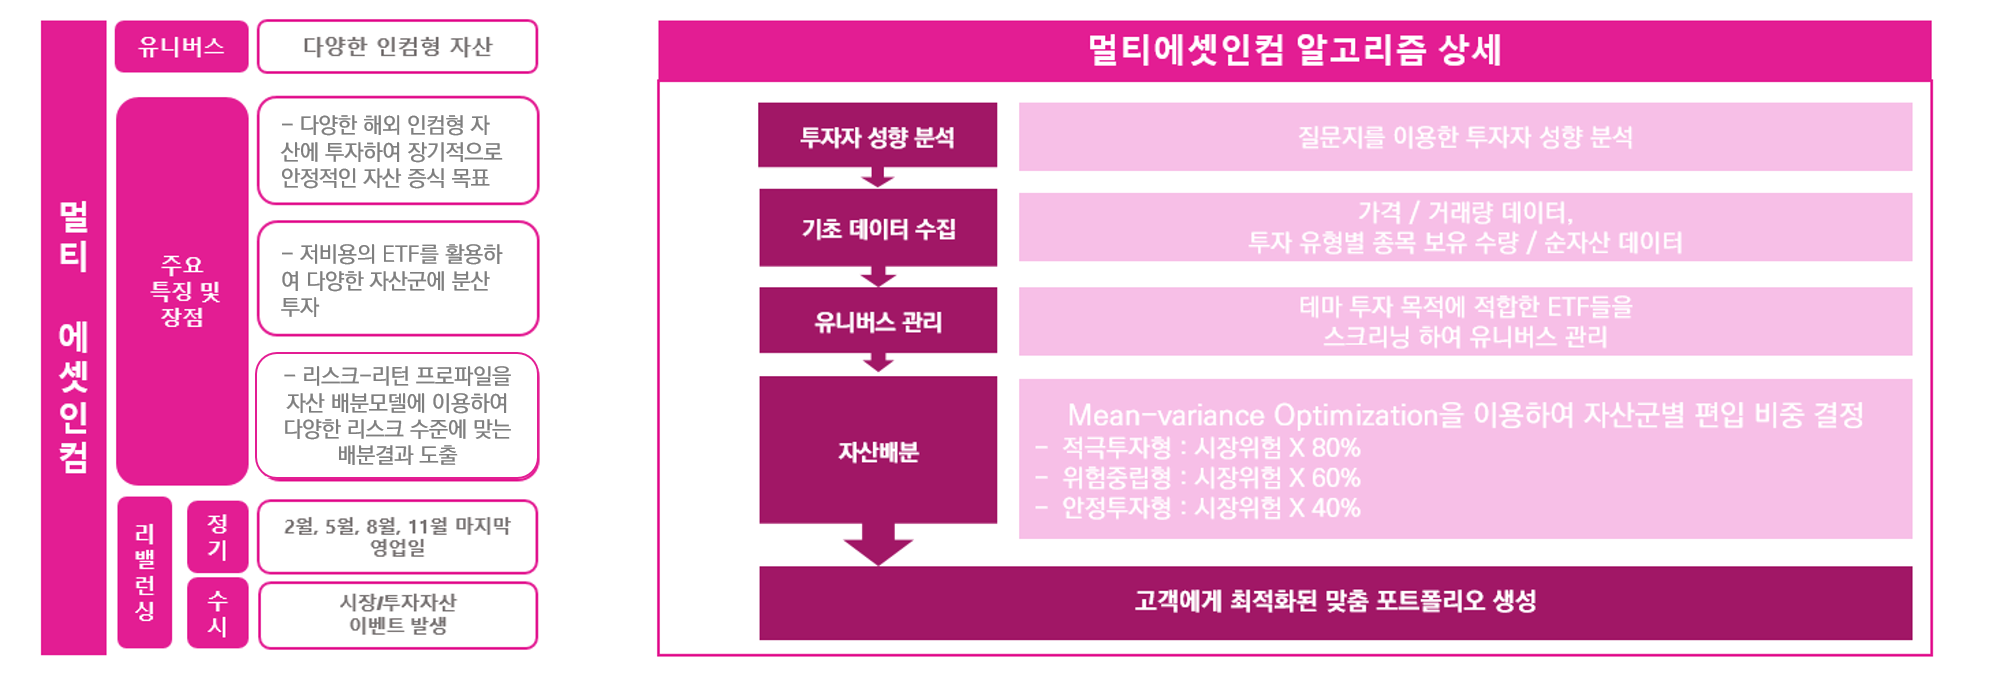 멀티 에셋인컴
유니버스
다양한 인컴형 자산
주요
특징 및
장점
- 다양한 해외 인컴형 자
산에 투자하여 장기적으로
안정적인 자산 증식 목표
- 저비용의 ETF를 활용하
여 다양한 자산군에 분산
투자
- 리스크-리턴 프로파일을
자산 배분모델에 이용하여
다양한 리스크 수준에 맞는
배분결과 도출
리밸런싱
정기
2월, 5월, 8월, 11월 마지막
영업일
수시
시장/투자자산
이벤트 발생
멀티에셋인컴 알고리즘 상세
투자자 성향 분석
질문지를 이용한 투자자 성향 분석
기초 데이터 수집
가격 / 거래량 데이터,
투자 유형별 종목 보유 수량 / 순자산 데이터
유니버스 관리
테마 투자 목적에 적합한 ETF들을
스크리닝 하여 유니버스 관리
자산배분
Mean-variance Optimization을 이용하여 자산군별 편입 비중 결정
- 적극투자형 : 시장위험 X 80%
- 위험중립형 : 시장위험 X 60%
- 안정투자형 : 시장위험 X 40%
고객에게 최적화된 맞춤 포트폴리오 생성